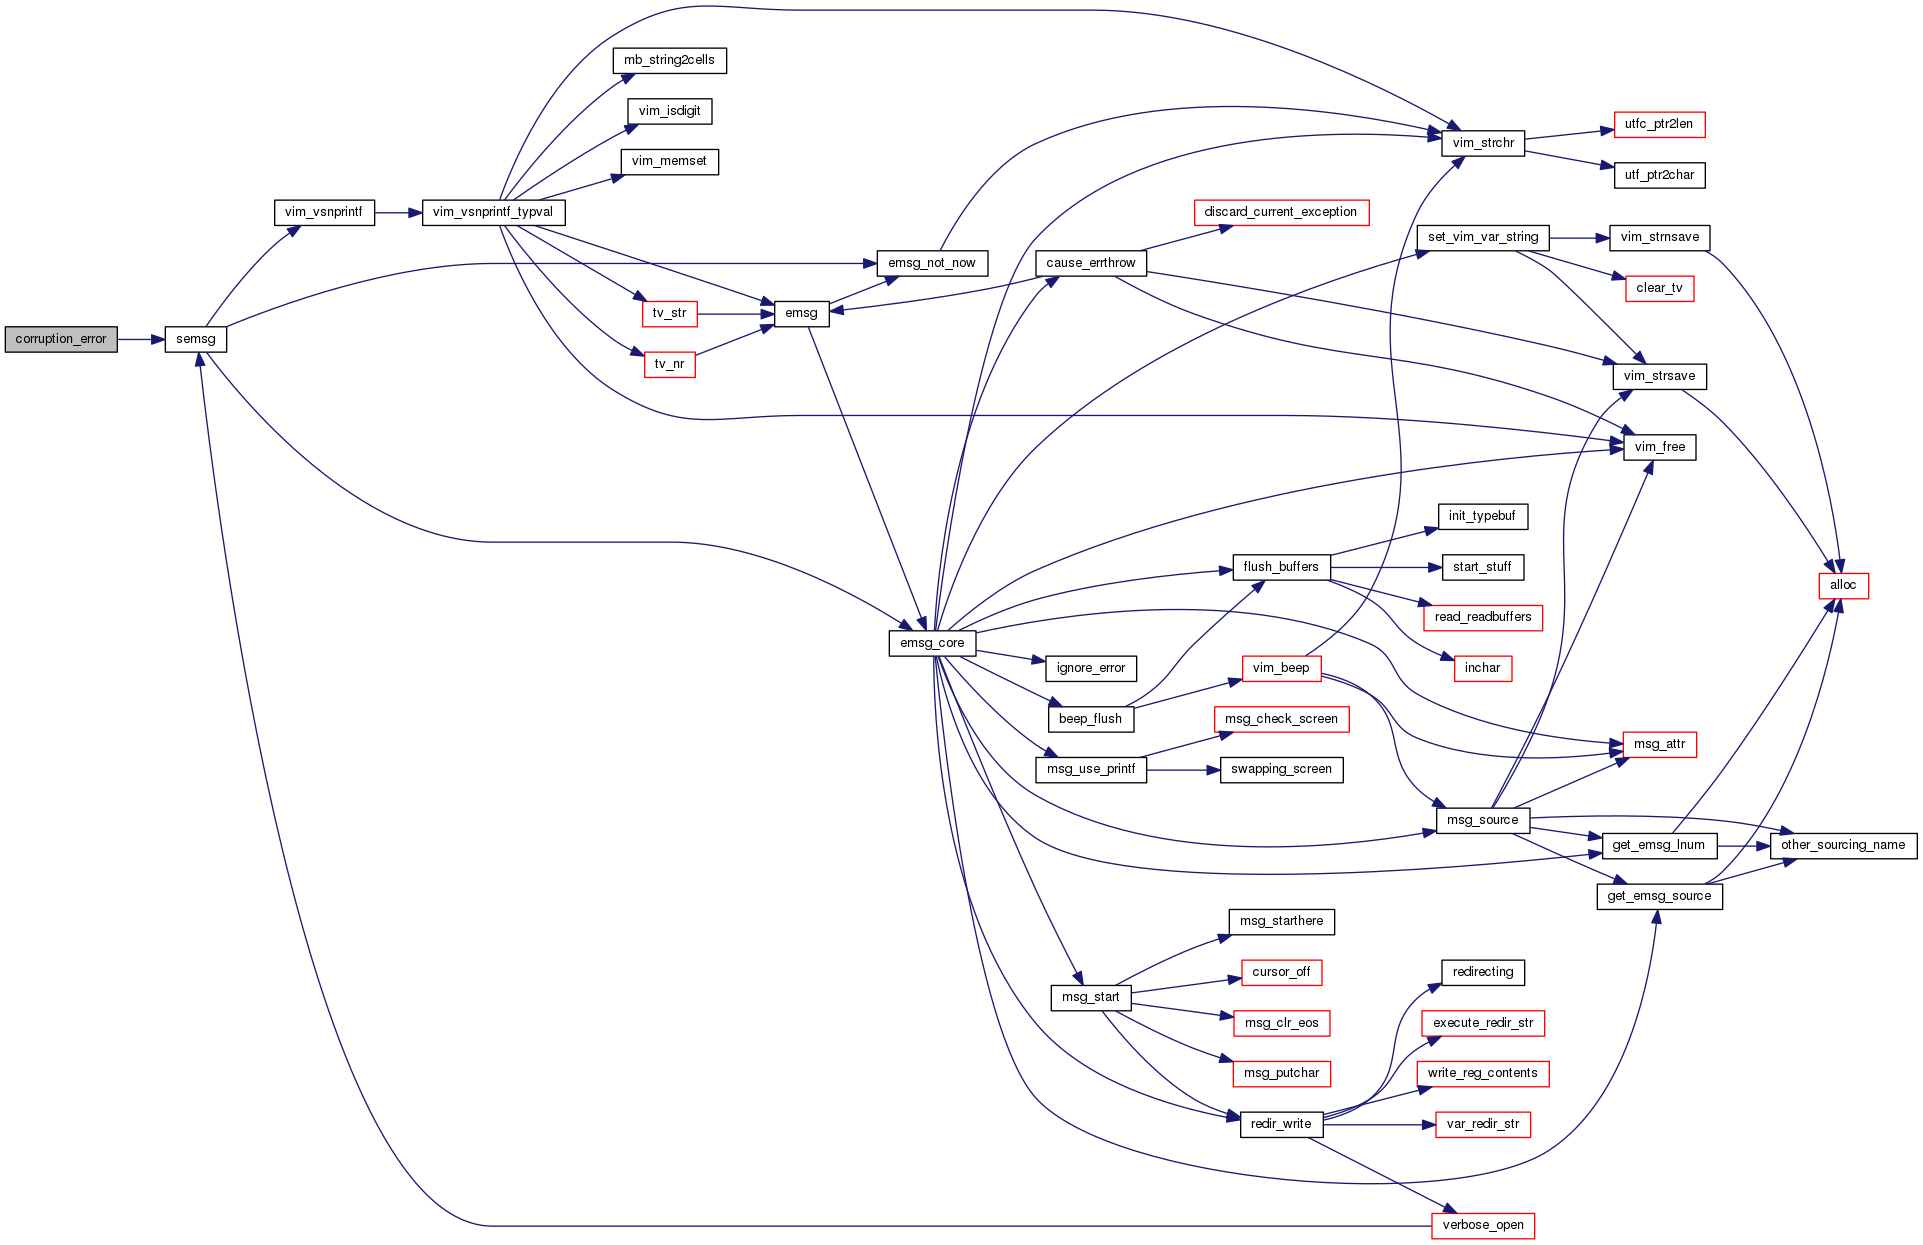 mb_string2cells
vim_isdigit
utfc_ptr2len
vim_strchr
vim_memset
utf_ptr2char
vim_vsnprintf
vim_vsnprintf_typval
discard_current_exception
set_vim_var_string
vim_strnsave
emsg_not_now
cause_errthrow
clear_tv
tv_str
emsg
corruption_error
semsg
tv_nr
vim_strsave
vim_free
init_typebuf
flush_buffers
start_stuff
alloc
read_readbuffers
emsg_core
ignore_error
vim_beep
inchar
beep_flush
msg_check_screen
msg_attr
msg_use_printf
swapping_screen
msg_source
get_emsg_lnum
other_sourcing_name
get_emsg_source
msg_starthere
cursor_off
redirecting
msg_start
msg_clr_eos
execute_redir_str
msg_putchar
write_reg_contents
redir_write
var_redir_str
verbose_open